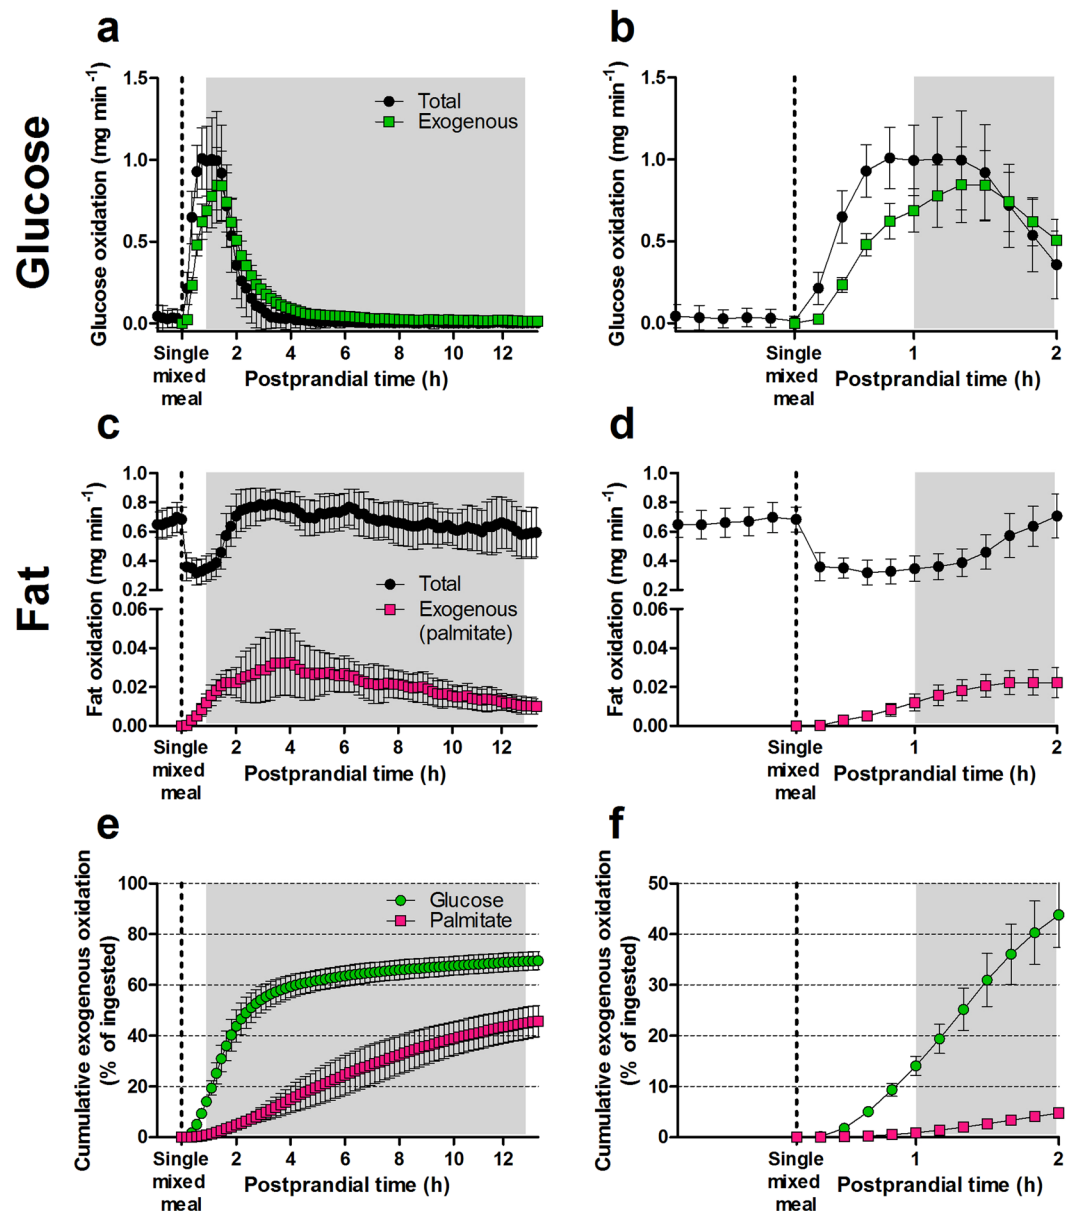 Glucose
a
Glucose oxidation (mg min⁻¹)
1.5
1.0
0.5
0.0
Total
Exogenous
Single
mixed
meal
2
4
6
8
10
12
Postprandial time (h)
b
Glucose oxidation (mg min⁻¹)
1.5
1.0
0.5
0.0
Single
mixed
meal
1
2
Postprandial time (h)
Fat
c
Fat oxidation (mg min⁻¹)
1.0
0.8
0.6
0.4
0.2
0.06
0.04
0.02
0.00
Total
Exogenous
(palmitate)
Single
mixed
meal
2
4
6
8
10
12
Postprandial time (h)
d
Fat oxidation (mg min⁻¹)
1.0
0.8
0.6
0.4
0.2
0.06
0.04
0.02
0.00
Single
mixed
meal
1
2
Postprandial time (h)
e
Cumulative exogenous oxidation
(% of ingested)
100
80
60
40
20
0
Glucose
Palmitate
Single
mixed
meal
2
4
6
8
10
12
Postprandial time (h)
f
Cumulative exogenous oxidation
(% of ingested)
50
40
30
20
10
0
Single
mixed
meal
1
2
Postprandial time (h)